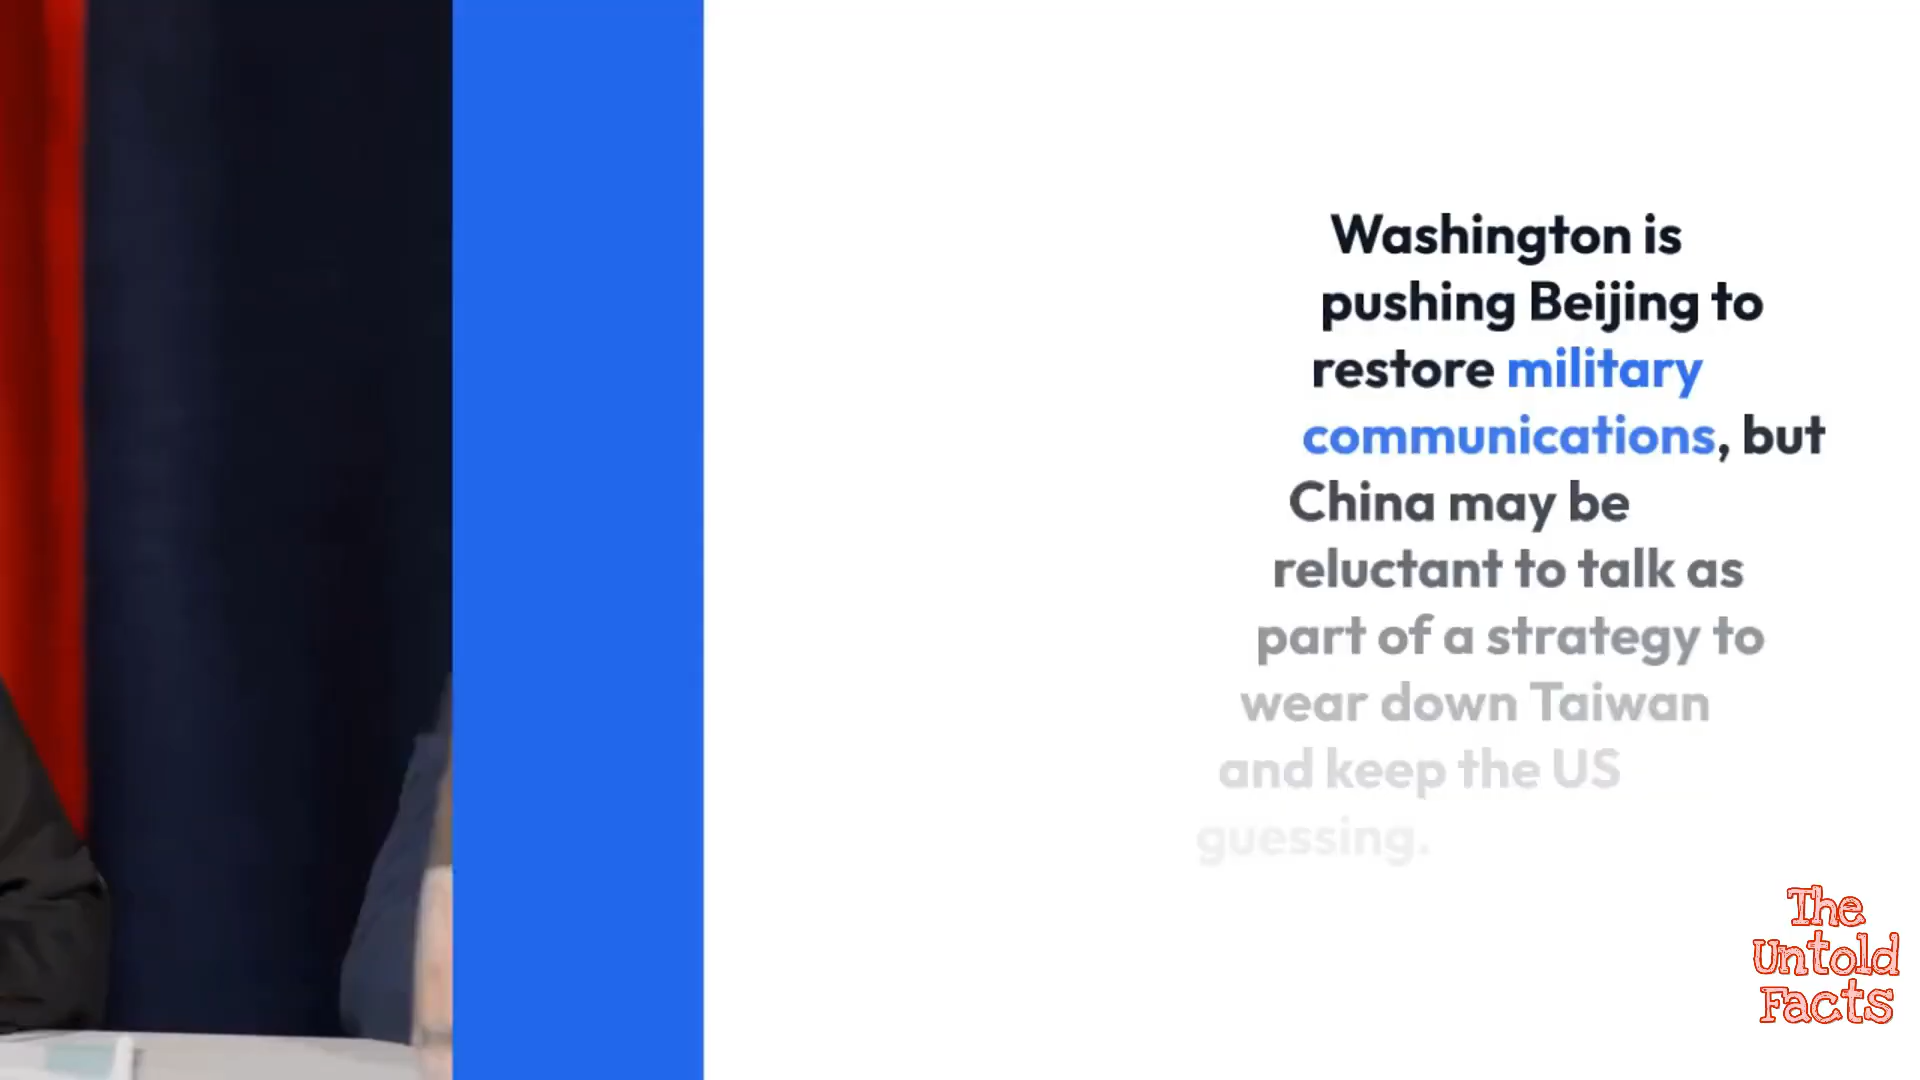 Washington is
pushing Beijing to
restore military
communications, but
China may be
reluctant to talk as
part of a strategy to
wear down Taiwan
and keep the US
guessing.
The
Untold
Facts